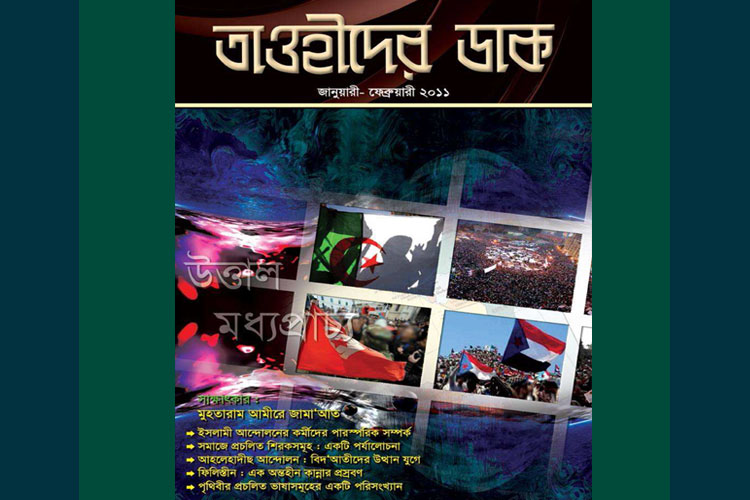 তাওহীদের ডাক
জানুয়ারী- ফেব্রুয়ারী ২০১১
উত্তাল
মধ্যপ্রাচ্য
সাক্ষাৎকার :
মুহতারাম আমীরে জামা‘আত
➔ ইসলামী আন্দোলনের কর্মীদের পারস্পরিক সম্পর্ক
➔ সমাজে প্রচলিত শিরকসমূহ : একটি পর্যালোচনা
➔ আহলেহাদীছ আন্দোলন : বিদ‘আতীদের উত্থান যুগে
➔ ফিলিস্তীন : এক অন্তহীন কান্নার প্রস্রবণ
➔ পৃথিবীর প্রচলিত ভাষাসমূহের একটি পরিসংখ্যান